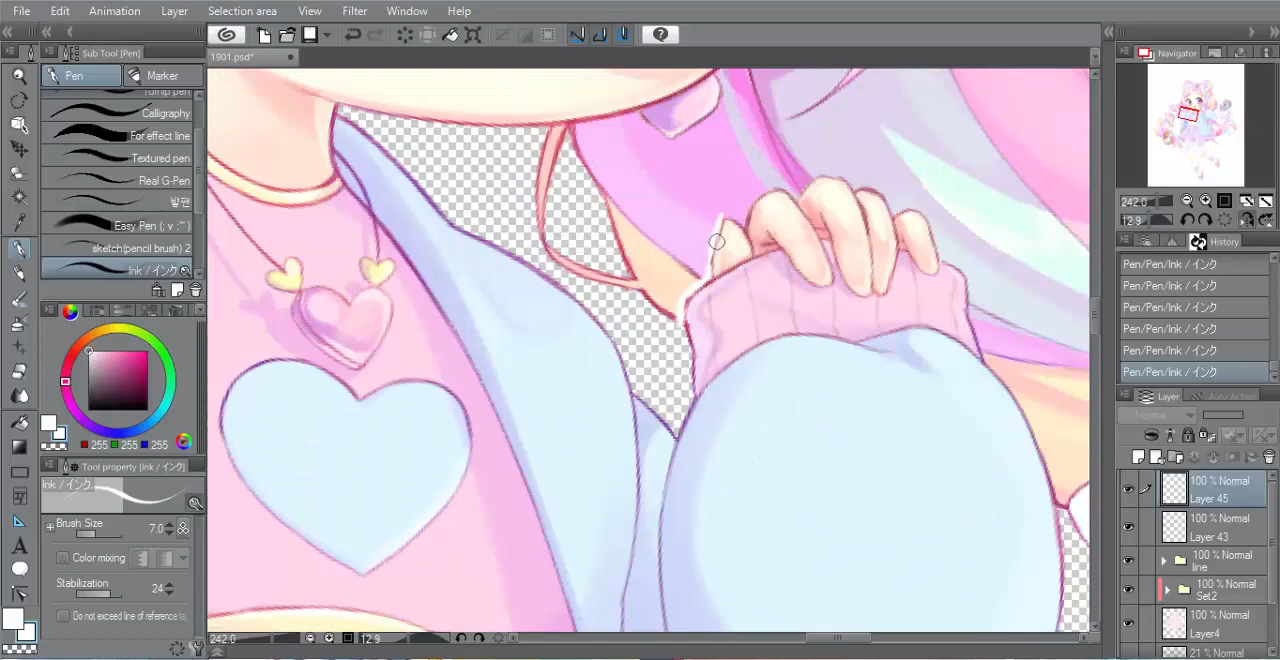 File Edit Animation Layer Selection area View Filter Window Help
Sub Tool [Pen]
1901.psd*
Navigator
Pen Marker
Calligraphy
For effect line
Textured pen
Real G-Pen
밭펜
Easy Pen (; v ;")
sketch(pencil brush) 2
Ink / インク
255 255 255
Tool property [Ink / インク]
Ink / インク
Brush Size 7.0
Color mixing
Stabilization 24
Do not exceed line of reference la
242.0 12.9
242.0
12.9
History
Pen/Pen/Ink / インク
Pen/Pen/Ink / インク
Pen/Pen/Ink / インク
Pen/Pen/Ink / インク
Pen/Pen/Ink / インク
Pen/Pen/Ink / インク
Layer Auto Action
Normal
100 % Normal
Layer 45
100 % Normal
Layer 43
100 % Normal
line
100 % Normal
Set2
100 % Normal
Layer4
21 % Normal